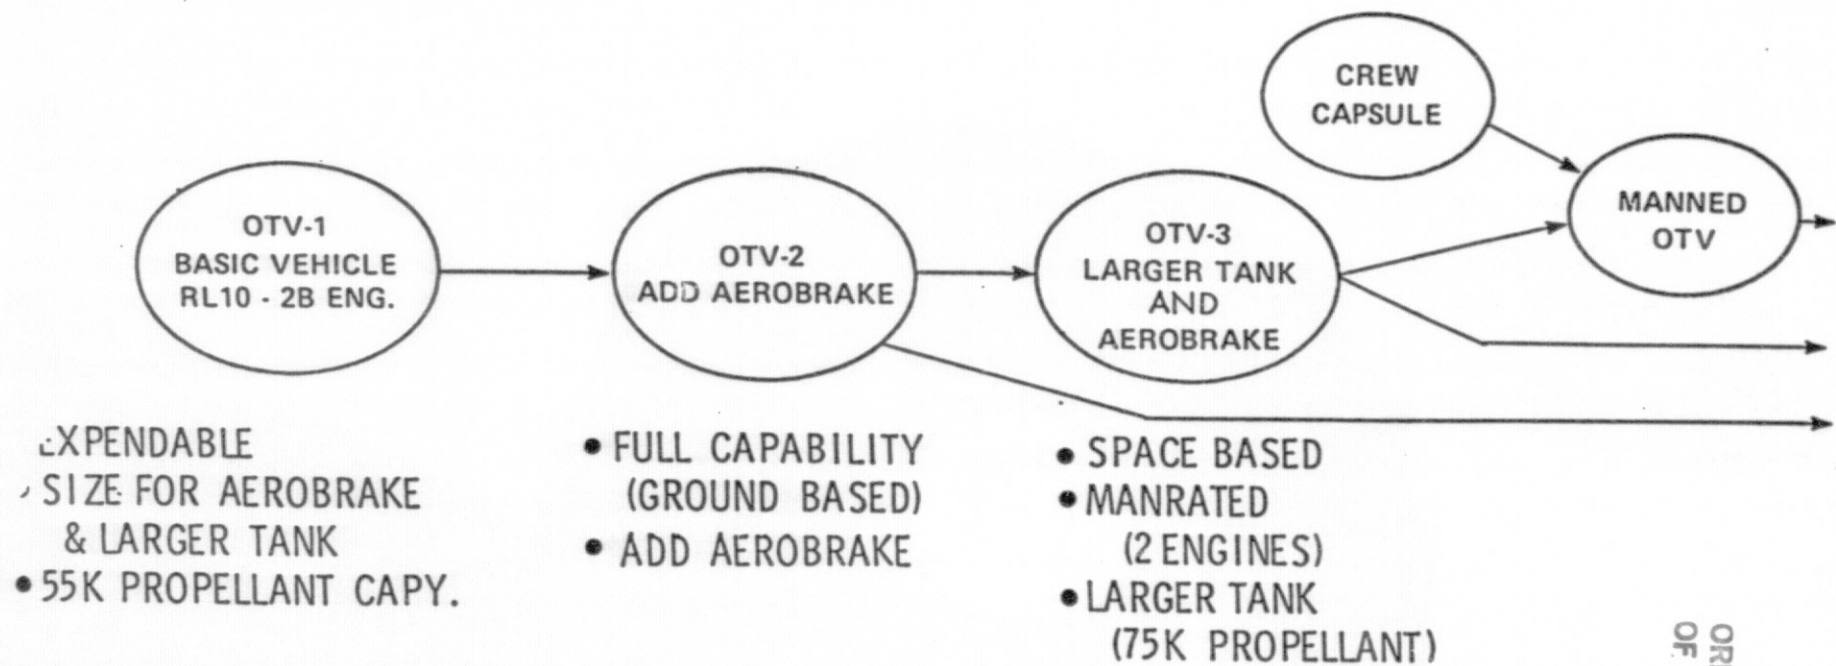 CREW
CAPSULE
MANNED
OTV
OTV-1
BASIC VEHICLE
RL10 - 2B ENG.
OTV-2
ADD AEROBRAKE
OTV-3
LARGER TANK
AND
AEROBRAKE
EXPENDABLE
SIZE FOR AEROBRAKE
& LARGER TANK
• 55K PROPELLANT CAPY.
• FULL CAPABILITY
(GROUND BASED)
• ADD AEROBRAKE
• SPACE BASED
• MANRATED
(2 ENGINES)
• LARGER TANK
(75K PROPELLANT)
OF